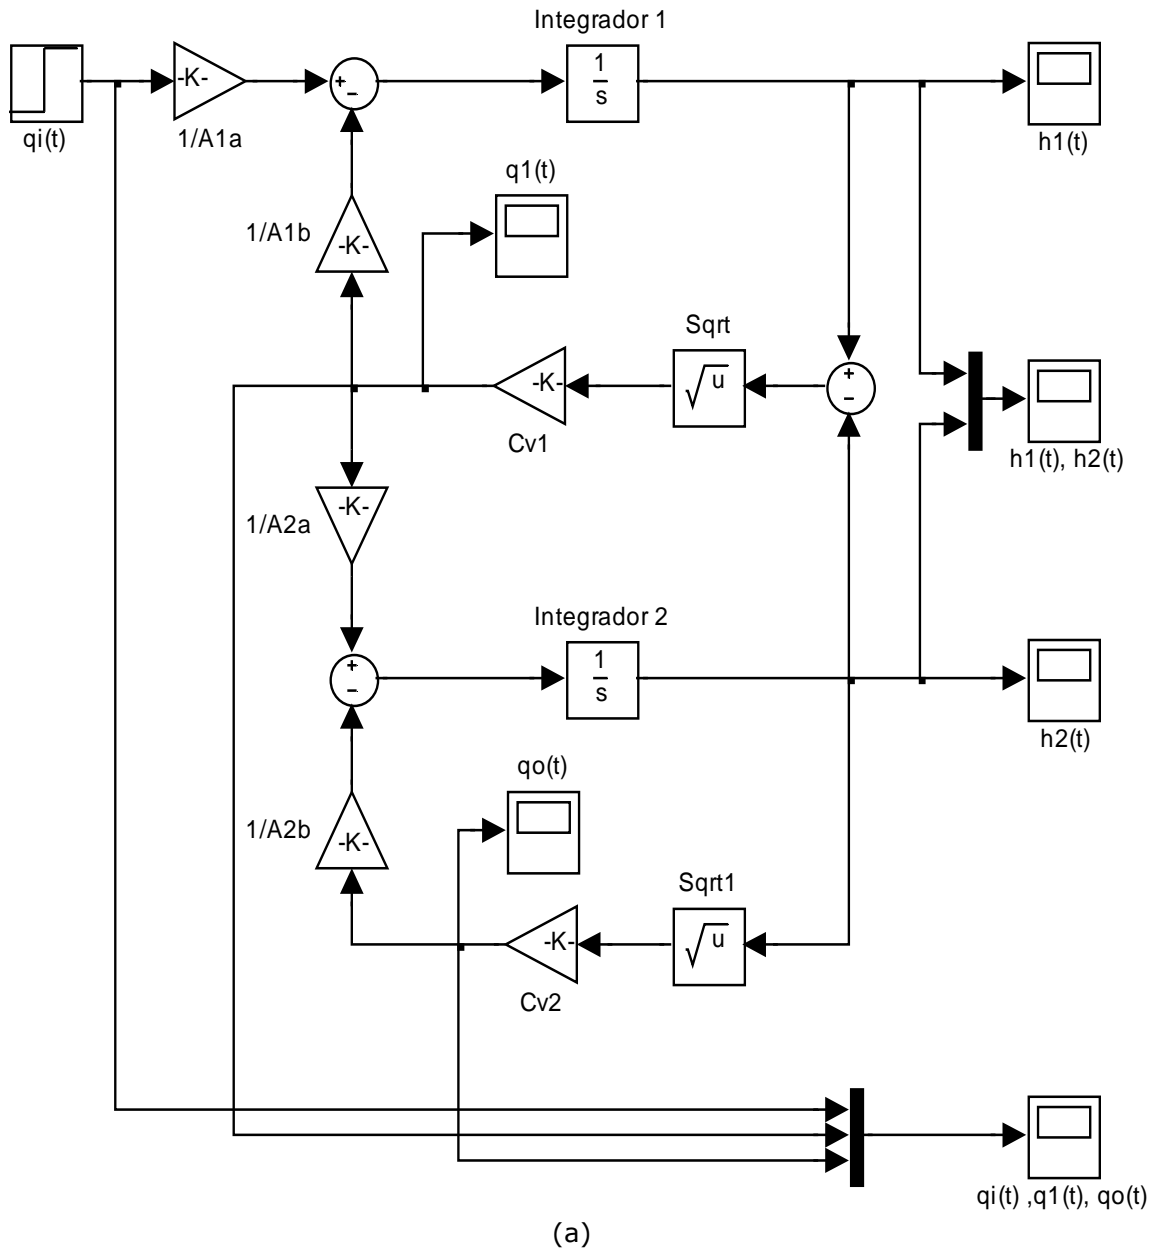 Integrador 1
1
s
-K-
+
−
qi(t)
1/A1a
h1(t)
q1(t)
1/A1b
-K-
Sqrt
√u
-K-
Cv1
+
−
h1(t), h2(t)
-K-
1/A2a
Integrador 2
1
s
+
−
h2(t)
qo(t)
1/A2b
-K-
Sqrt1
√u
-K-
Cv2
qi(t) ,q1(t), qo(t)
(a)